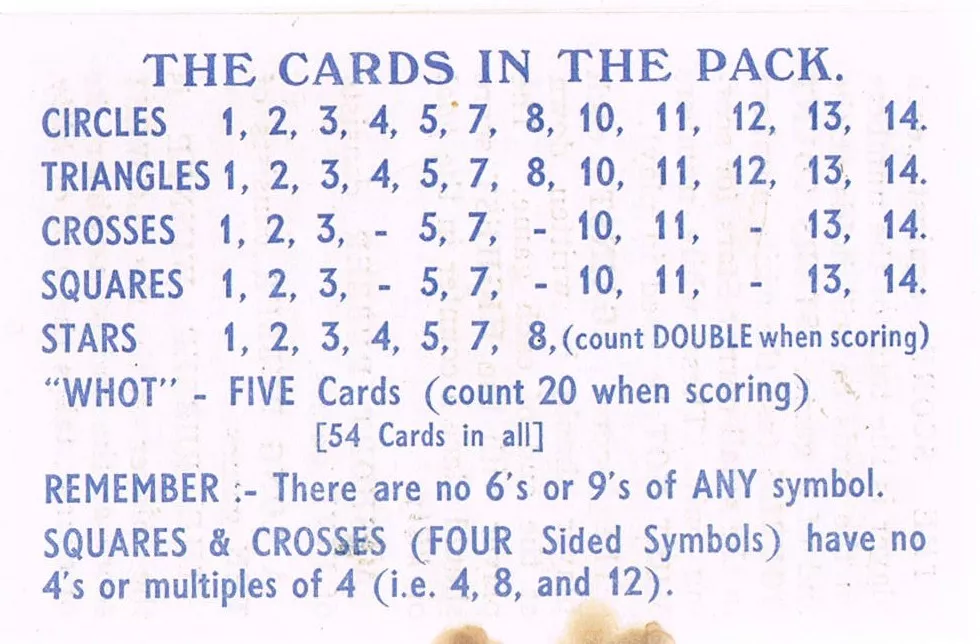 THE CARDS IN THE PACK.
CIRCLES 1, 2, 3, 4, 5, 7, 8, 10, 11, 12, 13, 14.
TRIANGLES 1, 2, 3, 4, 5, 7, 8, 10, 11, 12, 13, 14.
CROSSES 1, 2, 3, - 5, 7, - 10, 11, - 13, 14.
SQUARES 1, 2, 3, - 5, 7, - 10, 11, - 13, 14.
STARS 1, 2, 3, 4, 5, 7, 8, (count DOUBLE when scoring)
"WHOT" - FIVE Cards (count 20 when scoring)
[54 Cards in all]
REMEMBER :- There are no 6's or 9's of ANY symbol.
SQUARES & CROSSES (FOUR Sided Symbols) have no
4's or multiples of 4 (i.e. 4, 8, and 12).